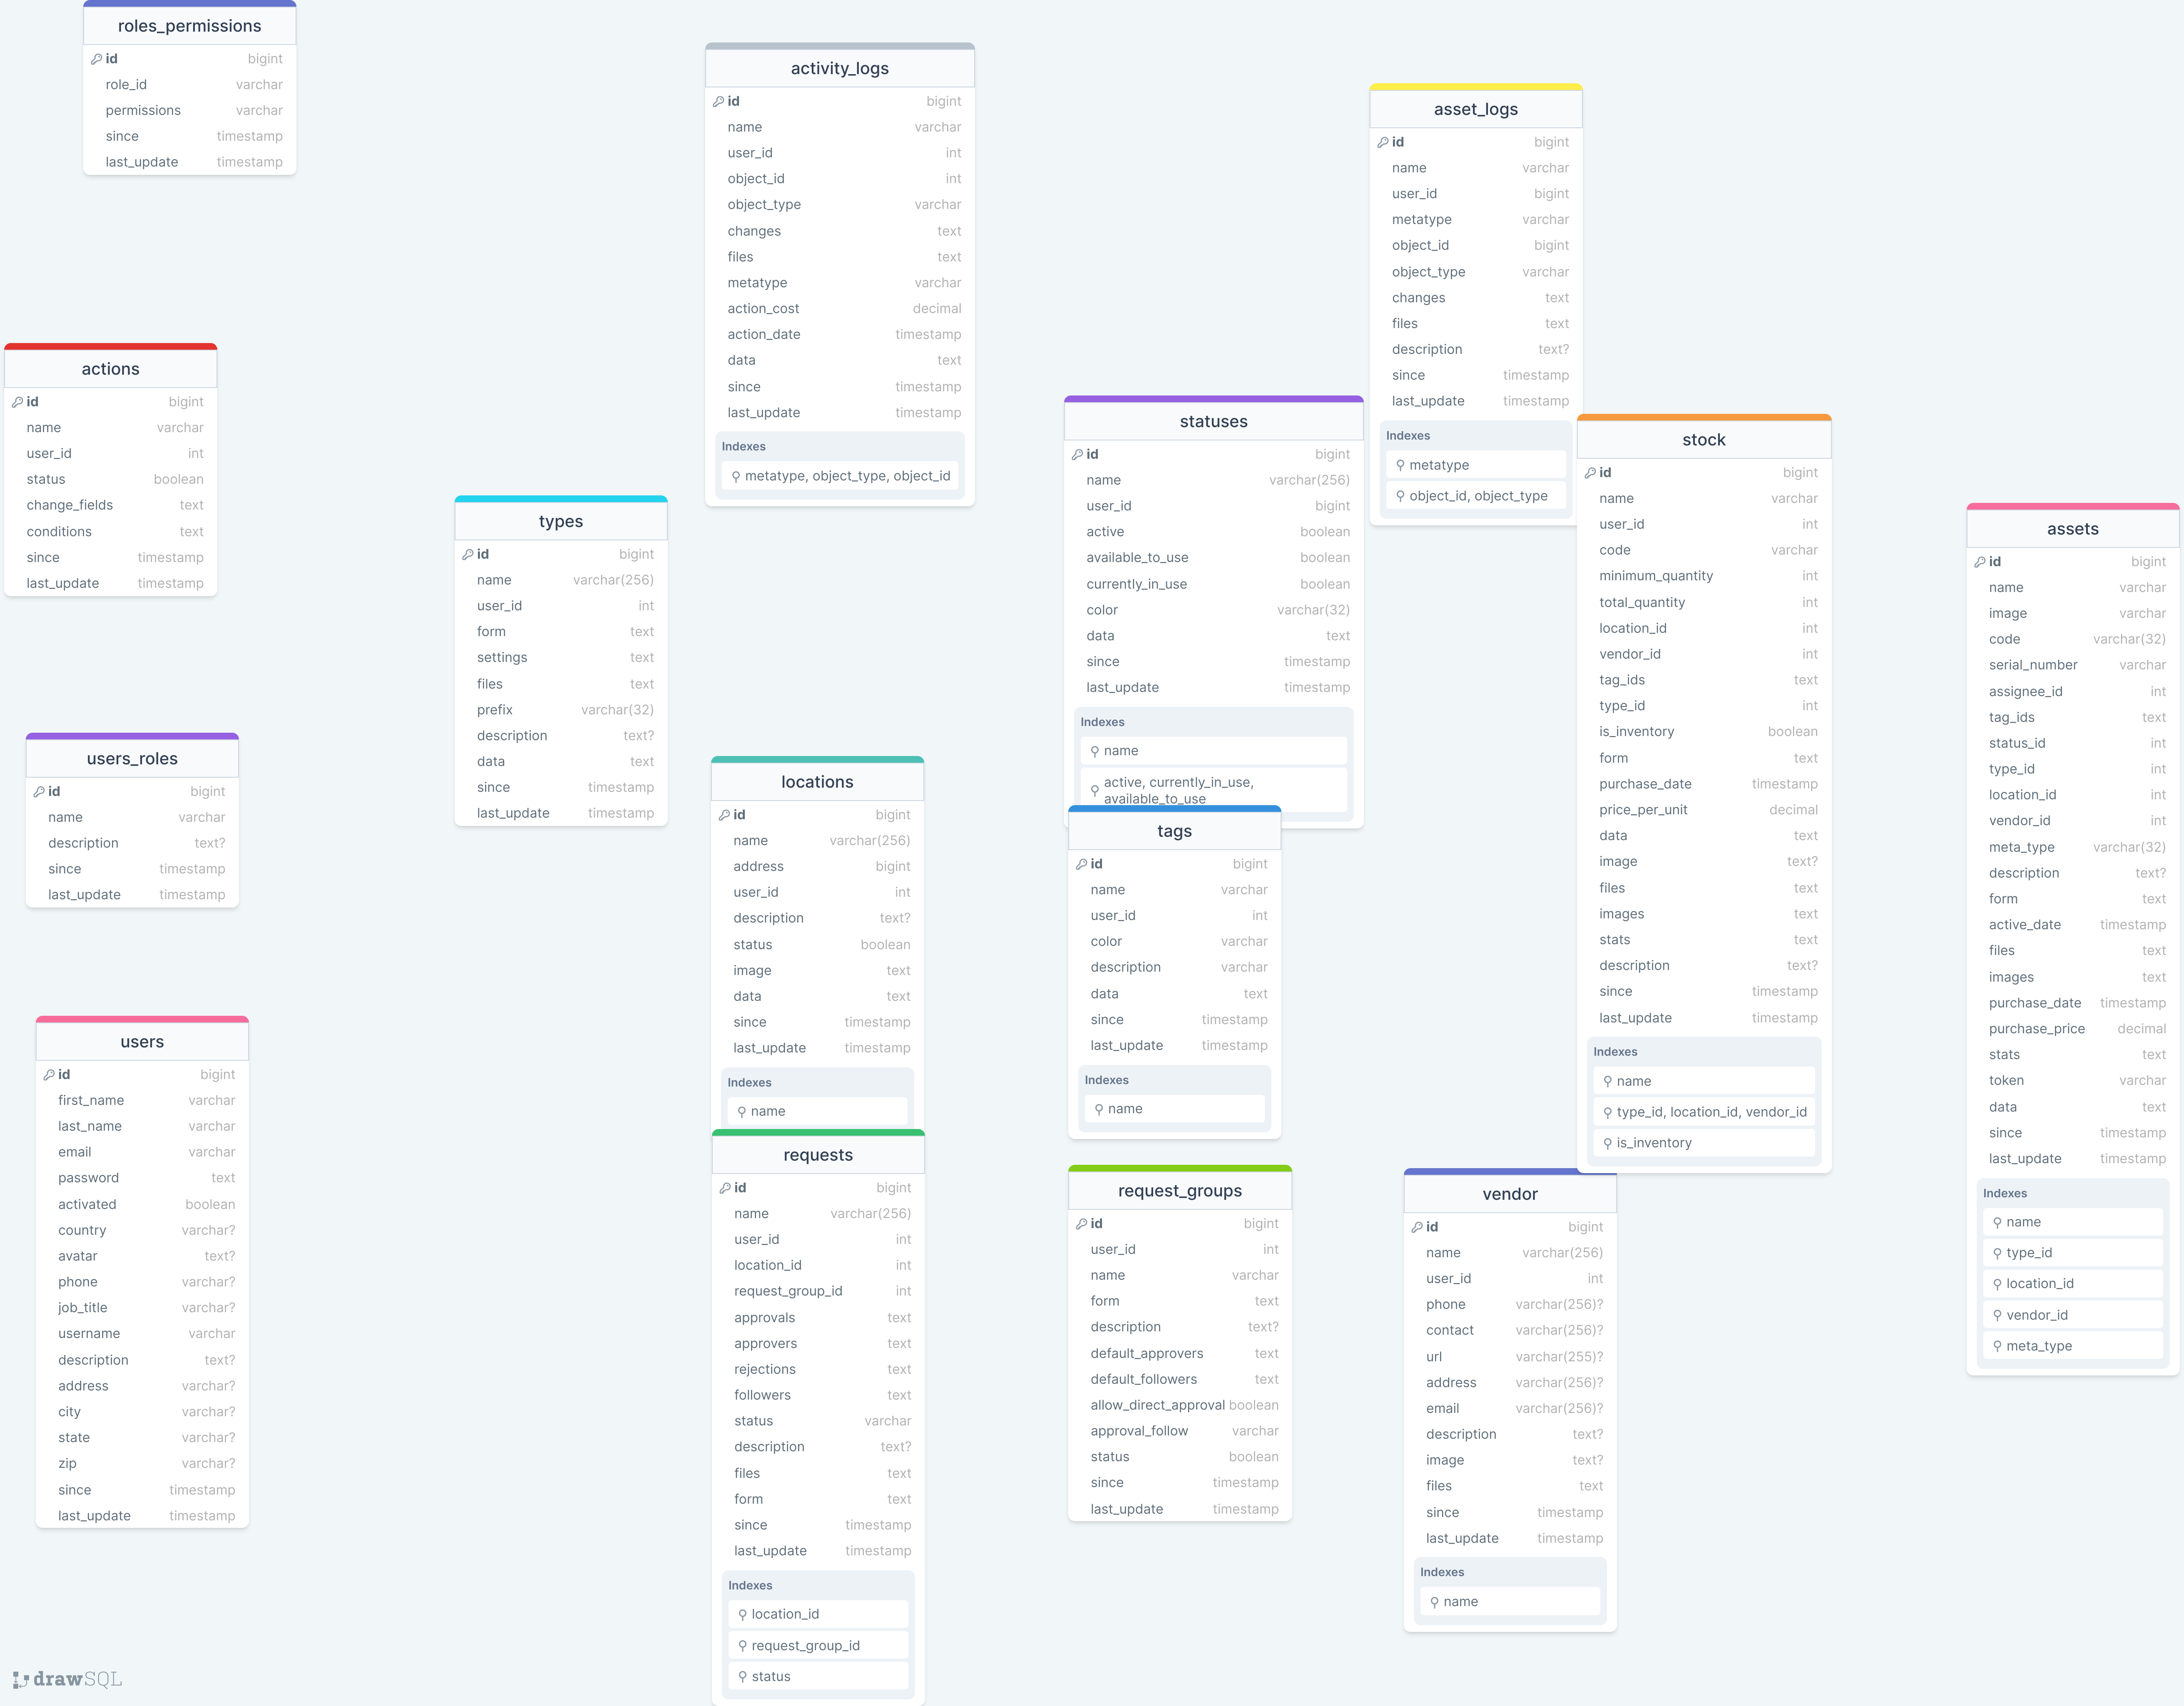 roles_permissions
id bigint
role_id varchar
permissions varchar
since timestamp
last_update timestamp
actions
id bigint
name varchar
user_id int
status boolean
change_fields text
conditions text
since timestamp
last_update timestamp
users_roles
id bigint
name varchar
description text?
since timestamp
last_update timestamp
users
id bigint
first_name varchar
last_name varchar
email varchar
password text
activated boolean
country varchar?
avatar text?
phone varchar?
job_title varchar?
username varchar
description text?
address varchar?
city varchar?
state varchar?
zip varchar?
since timestamp
last_update timestamp
types
id bigint
name varchar(256)
user_id int
form text
settings text
files text
prefix varchar(32)
description text?
data text
since timestamp
last_update timestamp
activity_logs
id bigint
name varchar
user_id int
object_id int
object_type varchar
changes text
files text
metatype varchar
action_cost decimal
action_date timestamp
data text
since timestamp
last_update timestamp
Indexes
metatype, object_type, object_id
locations
id bigint
name varchar(256)
address bigint
user_id int
description text?
status boolean
image text
data text
since timestamp
last_update timestamp
Indexes
name
requests
id bigint
name varchar(256)
user_id int
location_id int
request_group_id int
approvals text
approvers text
rejections text
followers text
status varchar
description text?
files text
form text
since timestamp
last_update timestamp
Indexes
location_id
request_group_id
status
statuses
id bigint
name varchar(256)
user_id bigint
active boolean
available_to_use boolean
currently_in_use boolean
color varchar(32)
data text
since timestamp
last_update timestamp
Indexes
name
active, currently_in_use,
available_to_use
tags
id bigint
name varchar
user_id int
color varchar
description varchar
data text
since timestamp
last_update timestamp
Indexes
name
request_groups
id bigint
user_id int
name varchar
form text
description text?
default_approvers text
default_followers text
allow_direct_approval boolean
approval_follow varchar
status boolean
since timestamp
last_update timestamp
asset_logs
id bigint
name varchar
user_id bigint
metatype varchar
object_id bigint
object_type varchar
changes text
files text
description text?
since timestamp
last_update timestamp
Indexes
metatype
object_id, object_type
stock
id bigint
name varchar
user_id int
code varchar
minimum_quantity int
total_quantity int
location_id int
vendor_id int
tag_ids text
type_id int
is_inventory boolean
form text
purchase_date timestamp
price_per_unit decimal
data text
image text?
files text
images text
stats text
description text?
since timestamp
last_update timestamp
Indexes
name
type_id, location_id, vendor_id
is_inventory
vendor
id bigint
name varchar(256)
user_id int
phone varchar(256)?
contact varchar(256)?
url varchar(255)?
address varchar(256)?
email varchar(256)?
description text?
image text?
files text
since timestamp
last_update timestamp
Indexes
name
assets
id bigint
name varchar
image varchar
code varchar(32)
serial_number varchar
assignee_id int
tag_ids text
status_id int
type_id int
location_id int
vendor_id int
meta_type varchar(32)
description text?
form text
active_date timestamp
files text
images text
purchase_date timestamp
purchase_price decimal
stats text
token varchar
data text
since timestamp
last_update timestamp
Indexes
name
type_id
location_id
vendor_id
meta_type
drawSQL